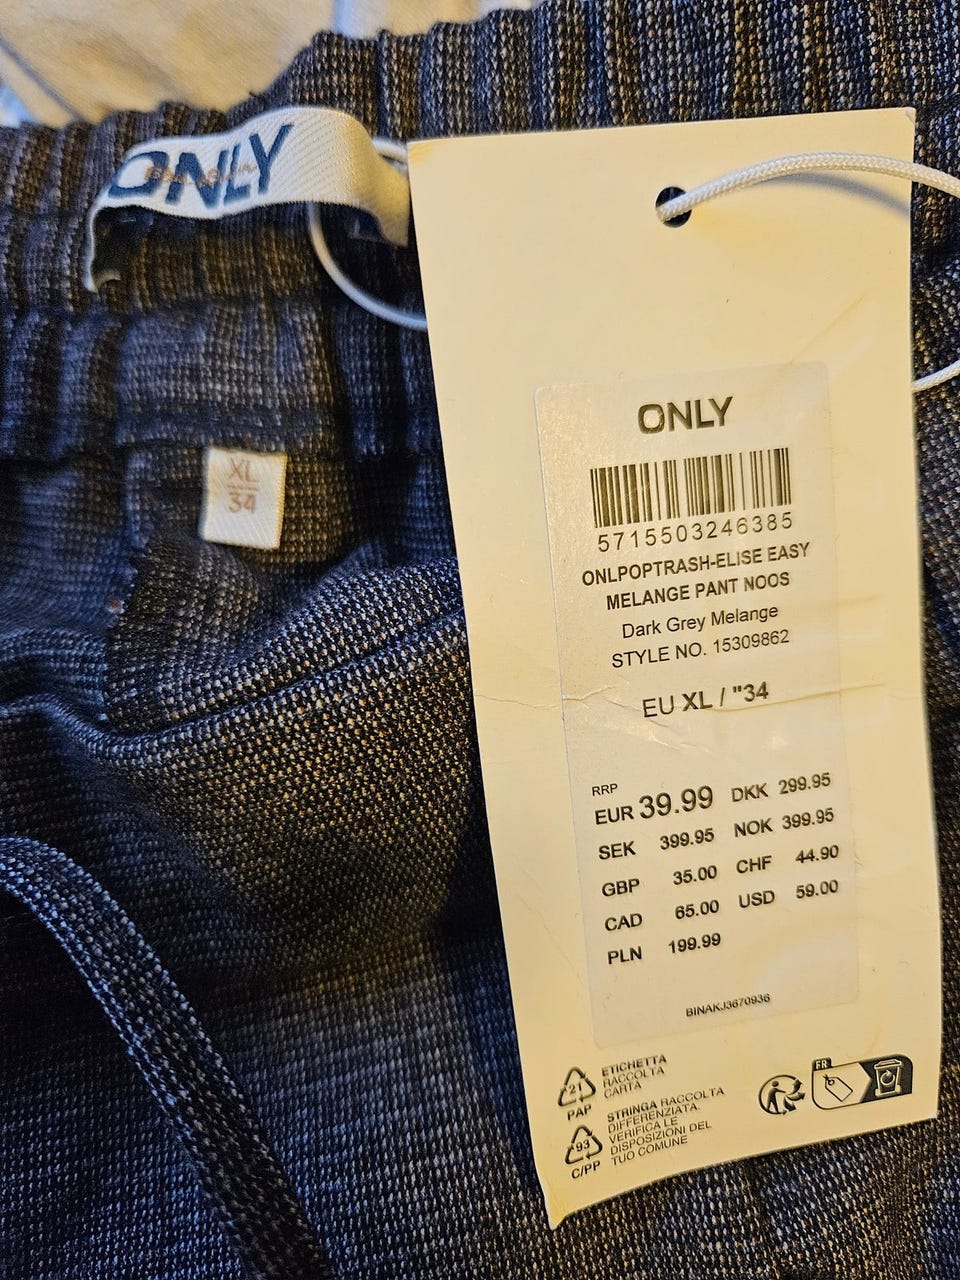 ONLY
XL
34
ONLY
5715503246385
ONLPOPTRASH-ELISE EASY
MELANGE PANT NOOS
Dark Grey Melange
STYLE NO. 15309862
EU XL / "34
RRP
EUR 39.99 DKK 299.95
SEK 399.95 NOK 399.95
GBP 35.00 CHF 44.90
CAD 65.00 USD 59.00
PLN 199.99
BINAKJ3670936
21
PAP
ETICHETTA
RACCOLTA
CARTA
93
C/PP
STRINGA RACCOLTA
DIFFERENZIATA.
VERIFICA LE
DISPOSIZIONI DEL
TUO COMUNE
FR